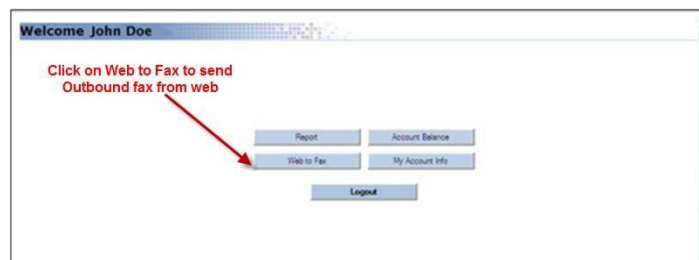 Welcome John Doe
Click on Web to Fax to send
Outbound fax from web
Report Account Balance
Web to Fax My Account Info
Logout